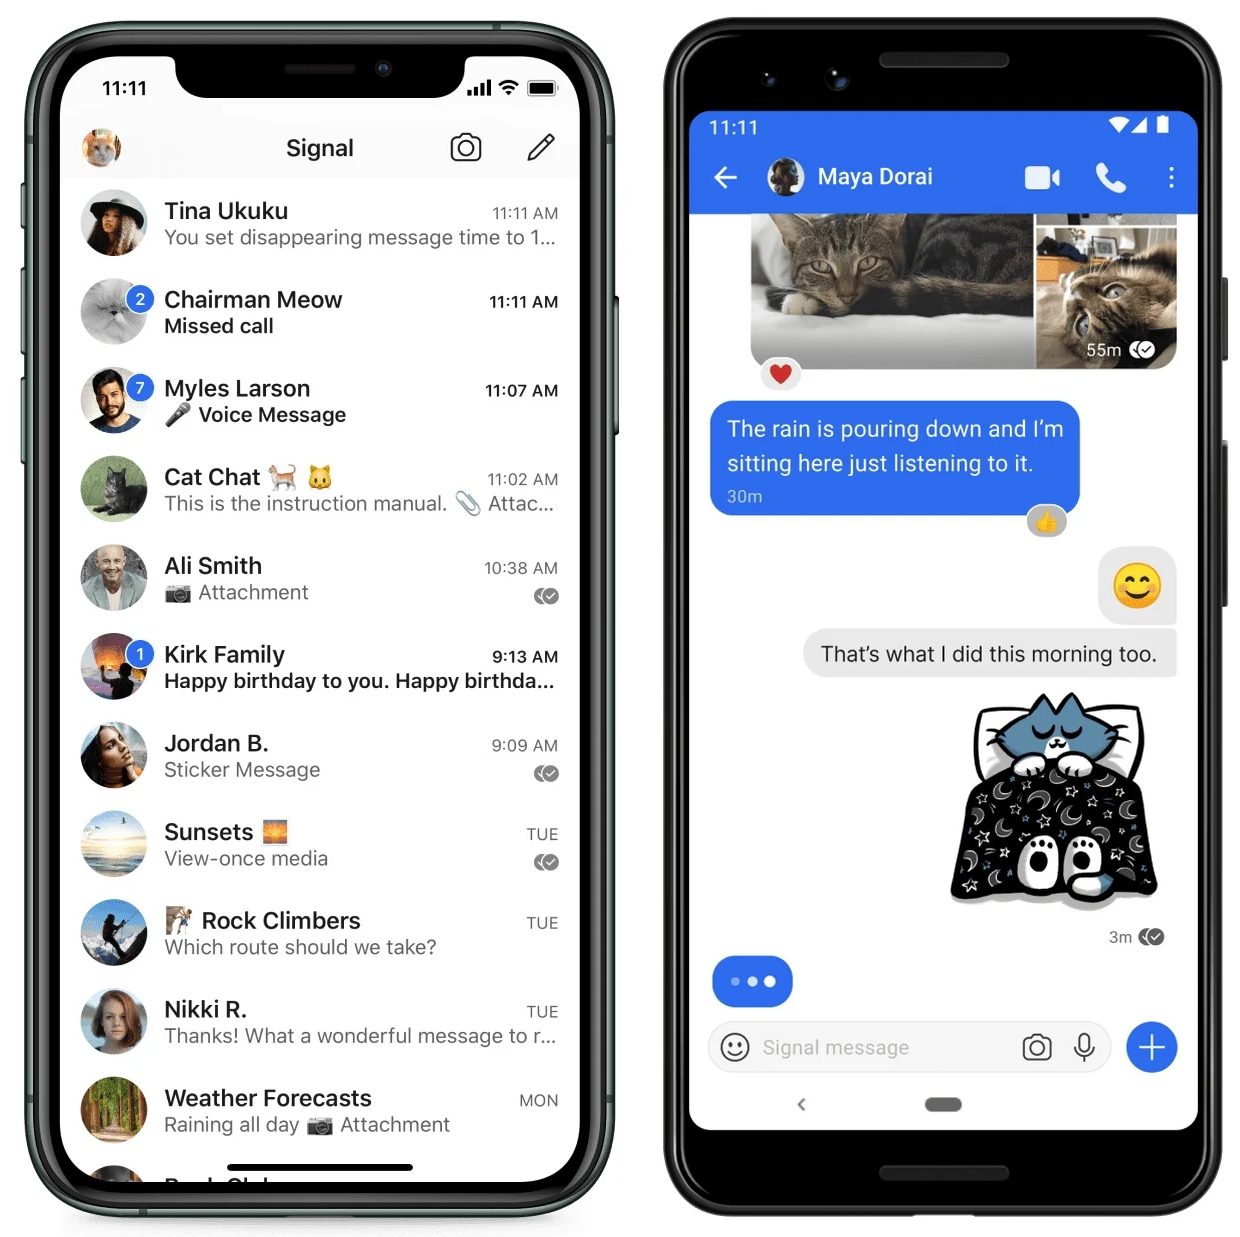 11:11
Signal
Tina Ukuku
11:11 AM
You set disappearing message time to 1...
2
Chairman Meow
11:11 AM
Missed call
7
Myles Larson
11:07 AM
Voice Message
Cat Chat
11:02 AM
This is the instruction manual. Attac...
Ali Smith
10:38 AM
Attachment
1
Kirk Family
9:13 AM
Happy birthday to you. Happy birthda...
Jordan B.
9:09 AM
Sticker Message
Sunsets
TUE
View-once media
Rock Climbers
TUE
Which route should we take?
Nikki R.
TUE
Thanks! What a wonderful message to r...
Weather Forecasts
MON
Raining all day Attachment
11:11
Maya Dorai
55m
The rain is pouring down and I’m
sitting here just listening to it.
30m
That’s what I did this morning too.
3m
Signal message